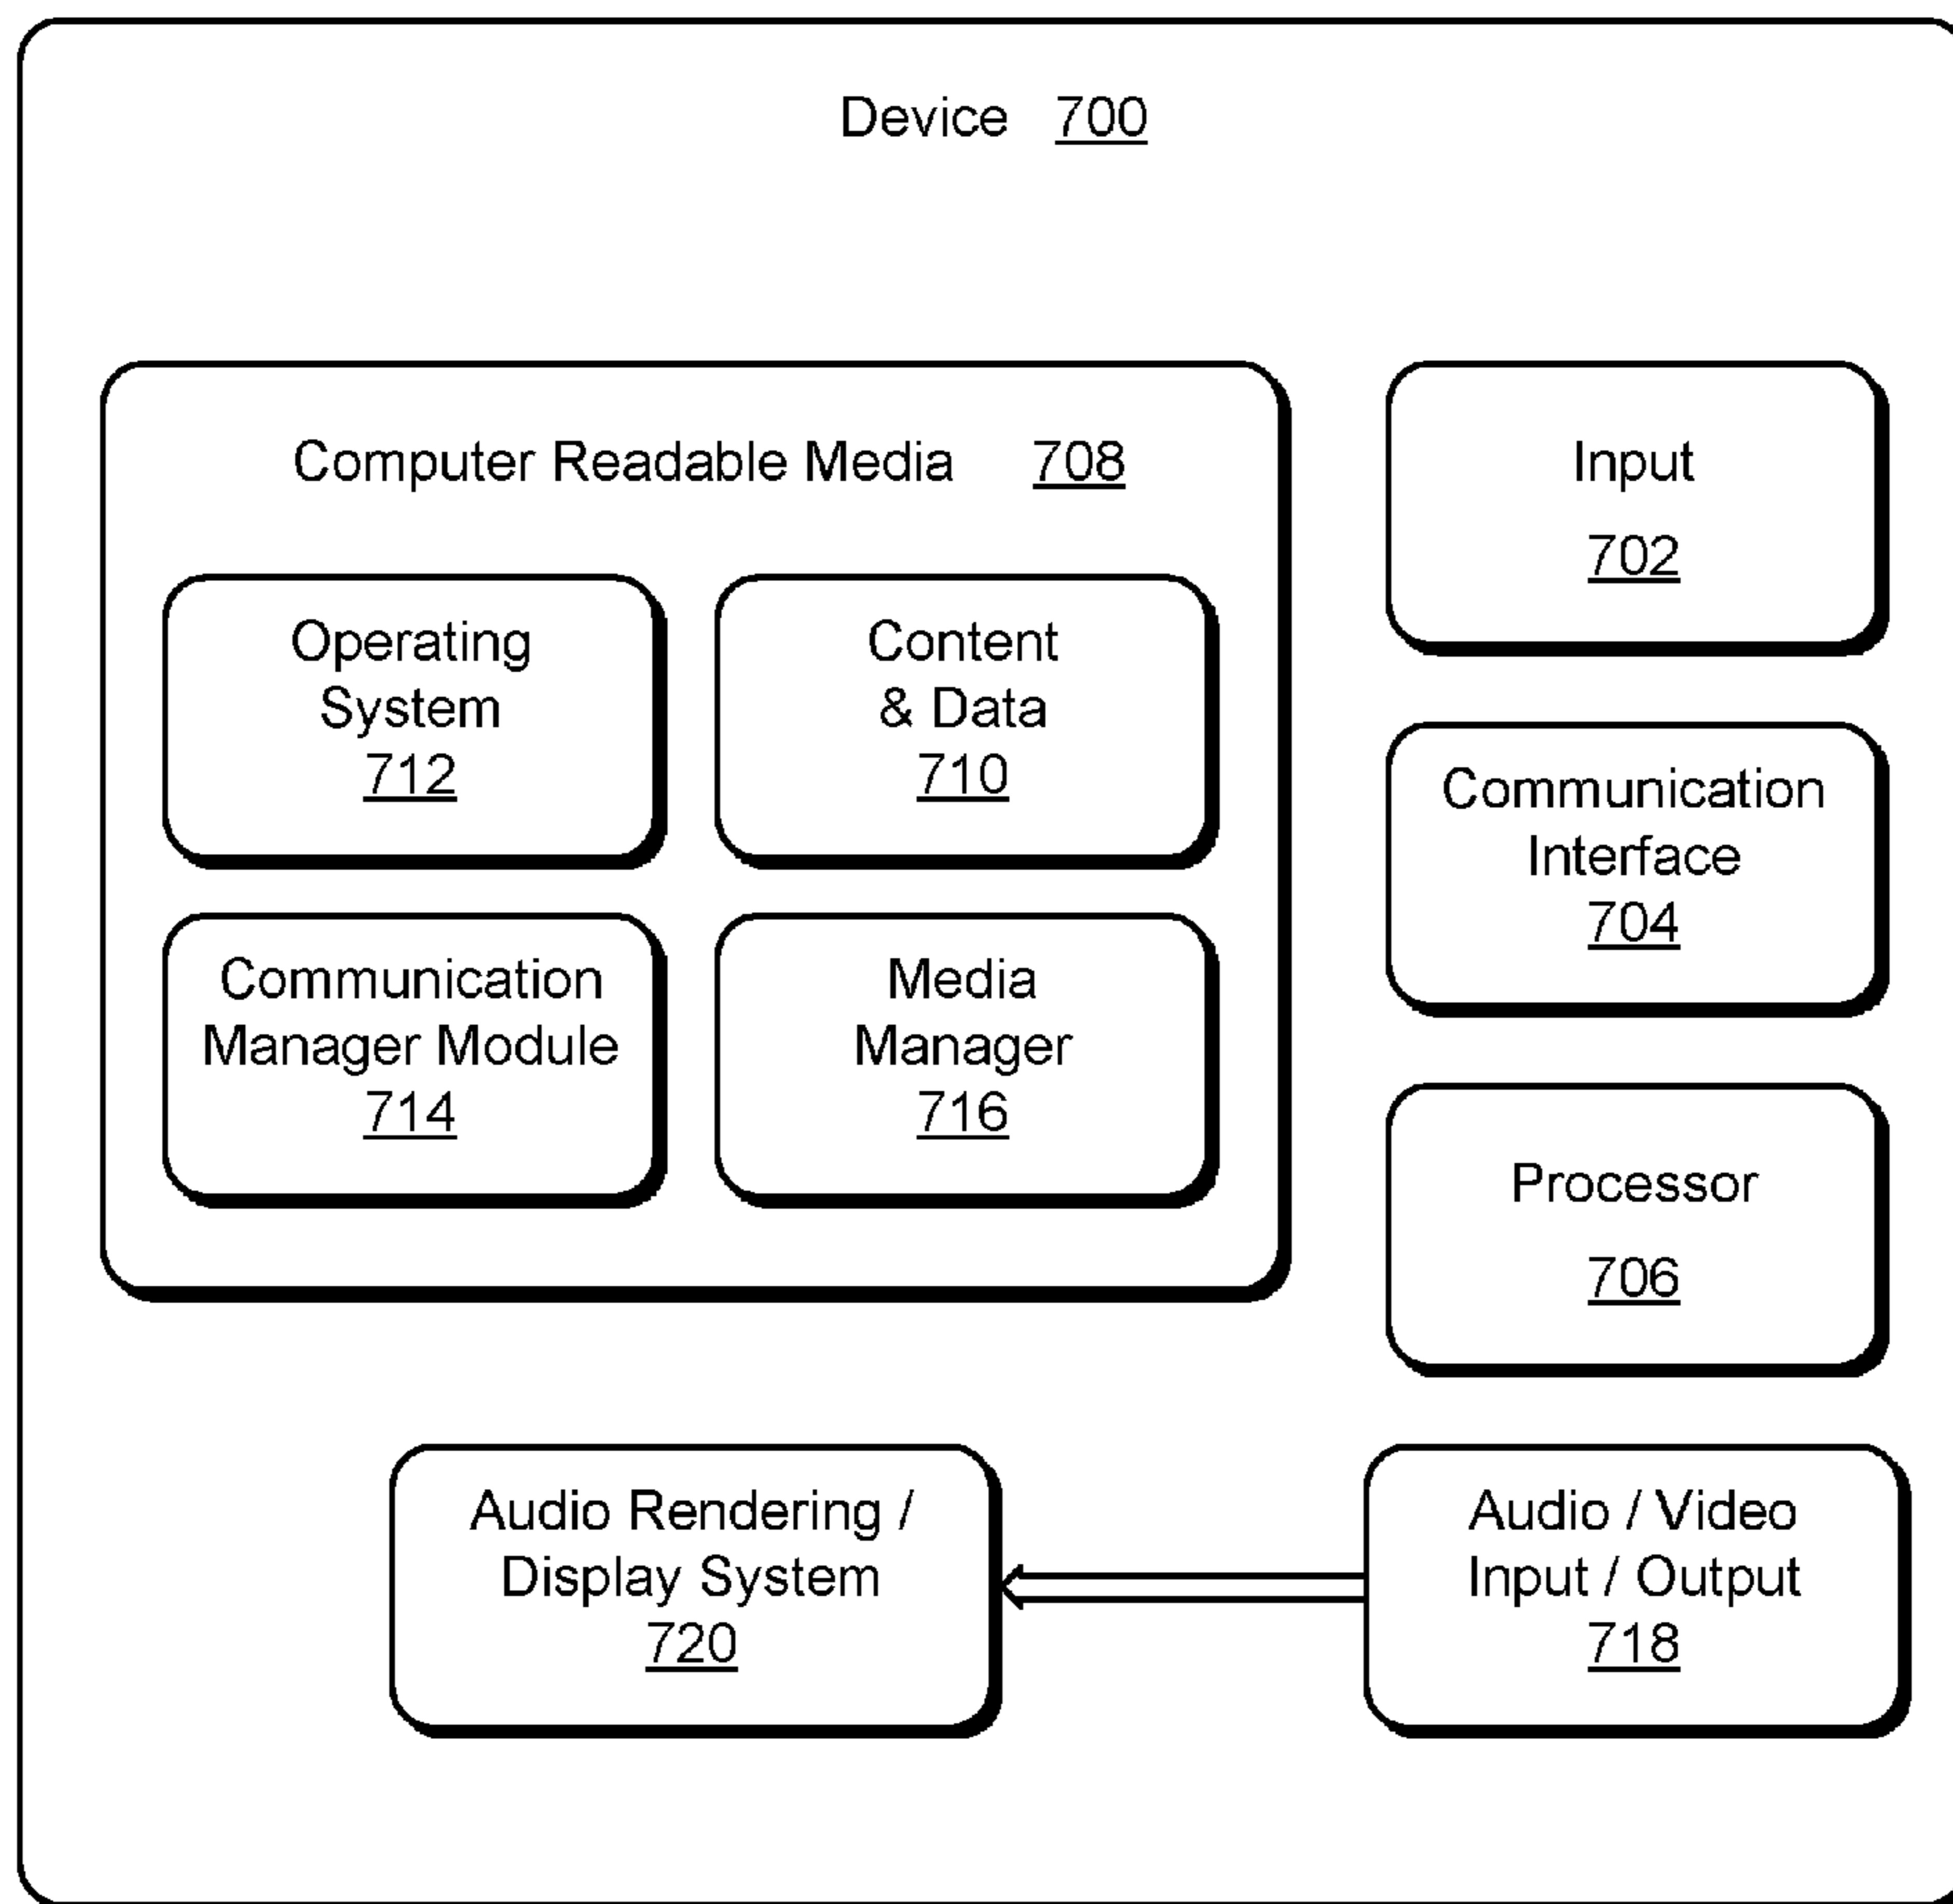 Device 700
Computer Readable Media 708
Operating
System
712
Content
& Data
710
Communication
Manager Module
714
Media
Manager
716
Input
702
Communication
Interface
704
Processor
706
Audio Rendering /
Display System
720
Audio / Video
Input / Output
718